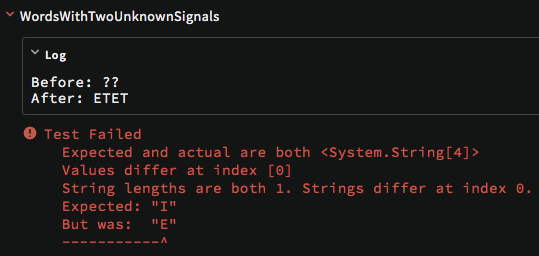 WordsWithTwoUnknownSignals
Log
Before: ??
After: ETET
Test Failed
Expected and actual are both <System.String[4]>
Values differ at index [0]
String lengths are both 1. Strings differ at index 0.
Expected: "I"
But was:  "E"
-----------^